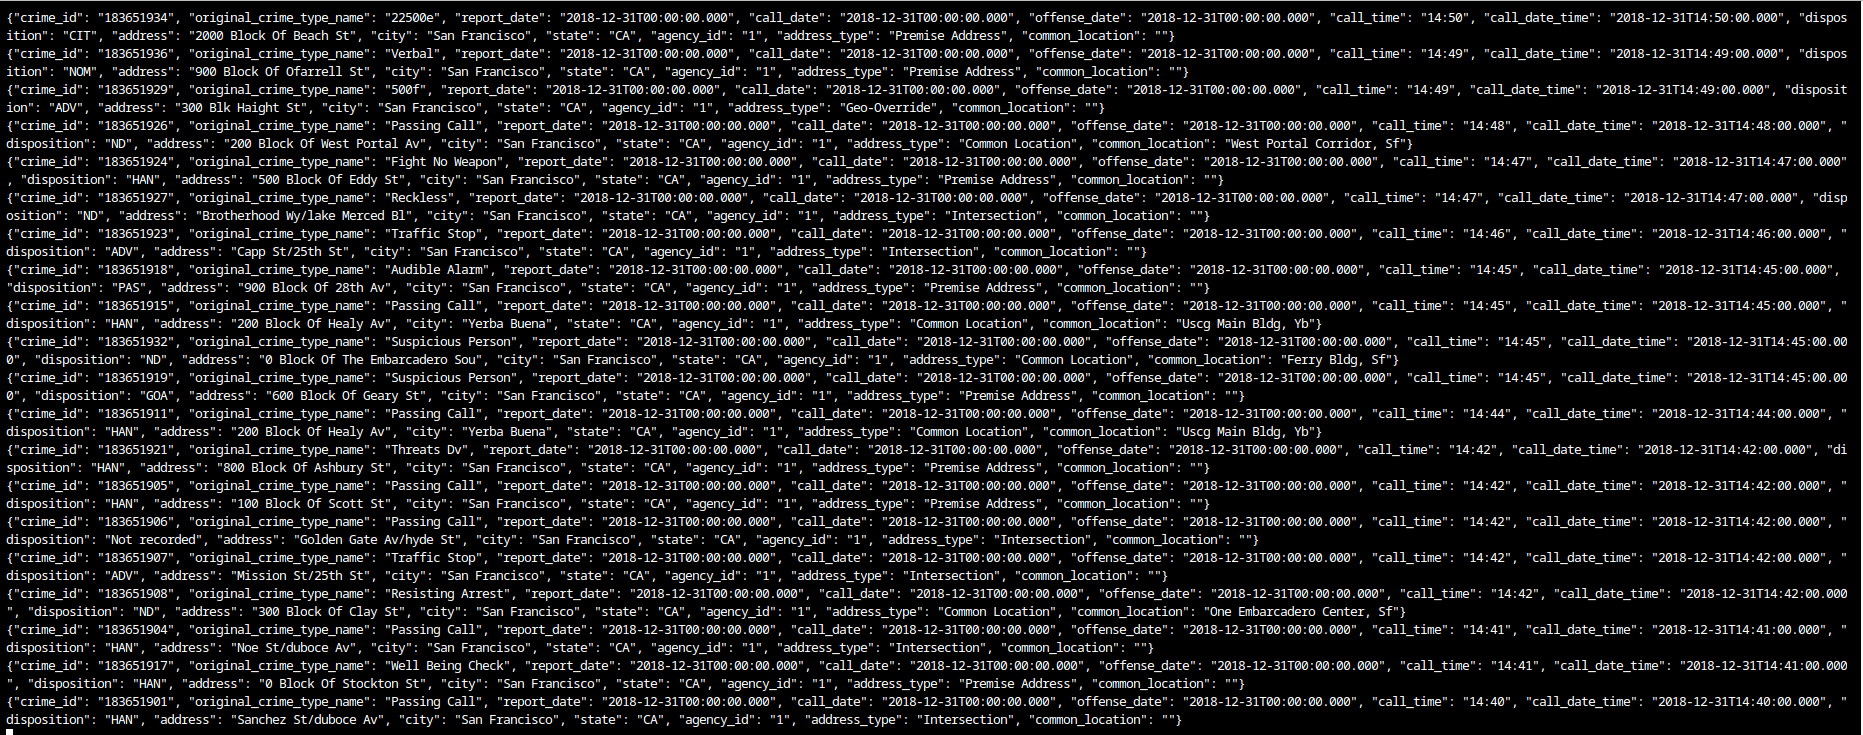 {"crime_id": "183651934", "original_crime_type_name": "22500e", "report_date": "2018-12-31T00:00:00.000", "call_date": "2018-12-31T00:00:00.000", "offense_date": "2018-12-31T00:00:00.000", "call_time": "14:50", "call_date_time": "2018-12-31T14:50:00.000", "dispos
ition": "CIT", "address": "2000 Block Of Beach St", "city": "San Francisco", "state": "CA", "agency_id": "1", "address_type": "Premise Address", "common_location": ""}
{"crime_id": "183651936", "original_crime_type_name": "Verbal", "report_date": "2018-12-31T00:00:00.000", "call_date": "2018-12-31T00:00:00.000", "offense_date": "2018-12-31T00:00:00.000", "call_time": "14:49", "call_date_time": "2018-12-31T14:49:00.000", "dispos
ition": "NOM", "address": "900 Block Of Ofarrell St", "city": "San Francisco", "state": "CA", "agency_id": "1", "address_type": "Premise Address", "common_location": ""}
{"crime_id": "183651929", "original_crime_type_name": "500f", "report_date": "2018-12-31T00:00:00.000", "call_date": "2018-12-31T00:00:00.000", "offense_date": "2018-12-31T00:00:00.000", "call_time": "14:49", "call_date_time": "2018-12-31T14:49:00.000", "disposit
ion": "ADV", "address": "300 Blk Haight St", "city": "San Francisco", "state": "CA", "agency_id": "1", "address_type": "Geo-Override", "common_location": ""}
{"crime_id": "183651926", "original_crime_type_name": "Passing Call", "report_date": "2018-12-31T00:00:00.000", "call_date": "2018-12-31T00:00:00.000", "offense_date": "2018-12-31T00:00:00.000", "call_time": "14:48", "call_date_time": "2018-12-31T14:48:00.000", "
disposition": "ND", "address": "200 Block Of West Portal Av", "city": "San Francisco", "state": "CA", "agency_id": "1", "address_type": "Common Location", "common_location": "West Portal Corridor, Sf"}
{"crime_id": "183651924", "original_crime_type_name": "Fight No Weapon", "report_date": "2018-12-31T00:00:00.000", "call_date": "2018-12-31T00:00:00.000", "offense_date": "2018-12-31T00:00:00.000", "call_time": "14:47", "call_date_time": "2018-12-31T14:47:00.000"
, "disposition": "HAN", "address": "500 Block Of Eddy St", "city": "San Francisco", "state": "CA", "agency_id": "1", "address_type": "Premise Address", "common_location": ""}
{"crime_id": "183651927", "original_crime_type_name": "Reckless", "report_date": "2018-12-31T00:00:00.000", "call_date": "2018-12-31T00:00:00.000", "offense_date": "2018-12-31T00:00:00.000", "call_time": "14:47", "call_date_time": "2018-12-31T14:47:00.000", "disp
osition": "ND", "address": "Brotherhood Wy/lake Merced Bl", "city": "San Francisco", "state": "CA", "agency_id": "1", "address_type": "Intersection", "common_location": ""}
{"crime_id": "183651923", "original_crime_type_name": "Traffic Stop", "report_date": "2018-12-31T00:00:00.000", "call_date": "2018-12-31T00:00:00.000", "offense_date": "2018-12-31T00:00:00.000", "call_time": "14:46", "call_date_time": "2018-12-31T14:46:00.000", "
disposition": "ADV", "address": "Capp St/25th St", "city": "San Francisco", "state": "CA", "agency_id": "1", "address_type": "Intersection", "common_location": ""}
{"crime_id": "183651918", "original_crime_type_name": "Audible Alarm", "report_date": "2018-12-31T00:00:00.000", "call_date": "2018-12-31T00:00:00.000", "offense_date": "2018-12-31T00:00:00.000", "call_time": "14:45", "call_date_time": "2018-12-31T14:45:00.000",
"disposition": "PAS", "address": "900 Block Of 28th Av", "city": "San Francisco", "state": "CA", "agency_id": "1", "address_type": "Premise Address", "common_location": ""}
{"crime_id": "183651915", "original_crime_type_name": "Passing Call", "report_date": "2018-12-31T00:00:00.000", "call_date": "2018-12-31T00:00:00.000", "offense_date": "2018-12-31T00:00:00.000", "call_time": "14:45", "call_date_time": "2018-12-31T14:45:00.000", "
disposition": "HAN", "address": "200 Block Of Healy Av", "city": "Yerba Buena", "state": "CA", "agency_id": "1", "address_type": "Common Location", "common_location": "Uscg Main Bldg, Yb"}
{"crime_id": "183651932", "original_crime_type_name": "Suspicious Person", "report_date": "2018-12-31T00:00:00.000", "call_date": "2018-12-31T00:00:00.000", "offense_date": "2018-12-31T00:00:00.000", "call_time": "14:45", "call_date_time": "2018-12-31T14:45:00.00
0", "disposition": "ND", "address": "0 Block Of The Embarcadero Sou", "city": "San Francisco", "state": "CA", "agency_id": "1", "address_type": "Common Location", "common_location": "Ferry Bldg, Sf"}
{"crime_id": "183651919", "original_crime_type_name": "Suspicious Person", "report_date": "2018-12-31T00:00:00.000", "call_date": "2018-12-31T00:00:00.000", "offense_date": "2018-12-31T00:00:00.000", "call_time": "14:45", "call_date_time": "2018-12-31T14:45:00.00
0", "disposition": "GOA", "address": "600 Block Of Geary St", "city": "San Francisco", "state": "CA", "agency_id": "1", "address_type": "Premise Address", "common_location": ""}
{"crime_id": "183651911", "original_crime_type_name": "Passing Call", "report_date": "2018-12-31T00:00:00.000", "call_date": "2018-12-31T00:00:00.000", "offense_date": "2018-12-31T00:00:00.000", "call_time": "14:44", "call_date_time": "2018-12-31T14:44:00.000", "
disposition": "HAN", "address": "200 Block Of Healy Av", "city": "Yerba Buena", "state": "CA", "agency_id": "1", "address_type": "Common Location", "common_location": "Uscg Main Bldg, Yb"}
{"crime_id": "183651921", "original_crime_type_name": "Threats Dv", "report_date": "2018-12-31T00:00:00.000", "call_date": "2018-12-31T00:00:00.000", "offense_date": "2018-12-31T00:00:00.000", "call_time": "14:42", "call_date_time": "2018-12-31T14:42:00.000", "di
sposition": "HAN", "address": "800 Block Of Ashbury St", "city": "San Francisco", "state": "CA", "agency_id": "1", "address_type": "Premise Address", "common_location": ""}
{"crime_id": "183651905", "original_crime_type_name": "Passing Call", "report_date": "2018-12-31T00:00:00.000", "call_date": "2018-12-31T00:00:00.000", "offense_date": "2018-12-31T00:00:00.000", "call_time": "14:42", "call_date_time": "2018-12-31T14:42:00.000", "
disposition": "HAN", "address": "100 Block Of Scott St", "city": "San Francisco", "state": "CA", "agency_id": "1", "address_type": "Premise Address", "common_location": ""}
{"crime_id": "183651906", "original_crime_type_name": "Passing Call", "report_date": "2018-12-31T00:00:00.000", "call_date": "2018-12-31T00:00:00.000", "offense_date": "2018-12-31T00:00:00.000", "call_time": "14:42", "call_date_time": "2018-12-31T14:42:00.000", "
disposition": "Not recorded", "address": "Golden Gate Av/hyde St", "city": "San Francisco", "state": "CA", "agency_id": "1", "address_type": "Intersection", "common_location": ""}
{"crime_id": "183651907", "original_crime_type_name": "Traffic Stop", "report_date": "2018-12-31T00:00:00.000", "call_date": "2018-12-31T00:00:00.000", "offense_date": "2018-12-31T00:00:00.000", "call_time": "14:42", "call_date_time": "2018-12-31T14:42:00.000", "
disposition": "ADV", "address": "Mission St/25th St", "city": "San Francisco", "state": "CA", "agency_id": "1", "address_type": "Intersection", "common_location": ""}
{"crime_id": "183651908", "original_crime_type_name": "Resisting Arrest", "report_date": "2018-12-31T00:00:00.000", "call_date": "2018-12-31T00:00:00.000", "offense_date": "2018-12-31T00:00:00.000", "call_time": "14:42", "call_date_time": "2018-12-31T14:42:00.000
", "disposition": "ND", "address": "300 Block Of Clay St", "city": "San Francisco", "state": "CA", "agency_id": "1", "address_type": "Common Location", "common_location": "One Embarcadero Center, Sf"}
{"crime_id": "183651904", "original_crime_type_name": "Passing Call", "report_date": "2018-12-31T00:00:00.000", "call_date": "2018-12-31T00:00:00.000", "offense_date": "2018-12-31T00:00:00.000", "call_time": "14:41", "call_date_time": "2018-12-31T14:41:00.000", "
disposition": "HAN", "address": "Noe St/duboce Av", "city": "San Francisco", "state": "CA", "agency_id": "1", "address_type": "Intersection", "common_location": ""}
{"crime_id": "183651917", "original_crime_type_name": "Well Being Check", "report_date": "2018-12-31T00:00:00.000", "call_date": "2018-12-31T00:00:00.000", "offense_date": "2018-12-31T00:00:00.000", "call_time": "14:41", "call_date_time": "2018-12-31T14:41:00.000
", "disposition": "HAN", "address": "0 Block Of Stockton St", "city": "San Francisco", "state": "CA", "agency_id": "1", "address_type": "Premise Address", "common_location": ""}
{"crime_id": "183651901", "original_crime_type_name": "Passing Call", "report_date": "2018-12-31T00:00:00.000", "call_date": "2018-12-31T00:00:00.000", "offense_date": "2018-12-31T00:00:00.000", "call_time": "14:40", "call_date_time": "2018-12-31T14:40:00.000", "
disposition": "HAN", "address": "Sanchez St/duboce Av", "city": "San Francisco", "state": "CA", "agency_id": "1", "address_type": "Intersection", "common_location": ""}